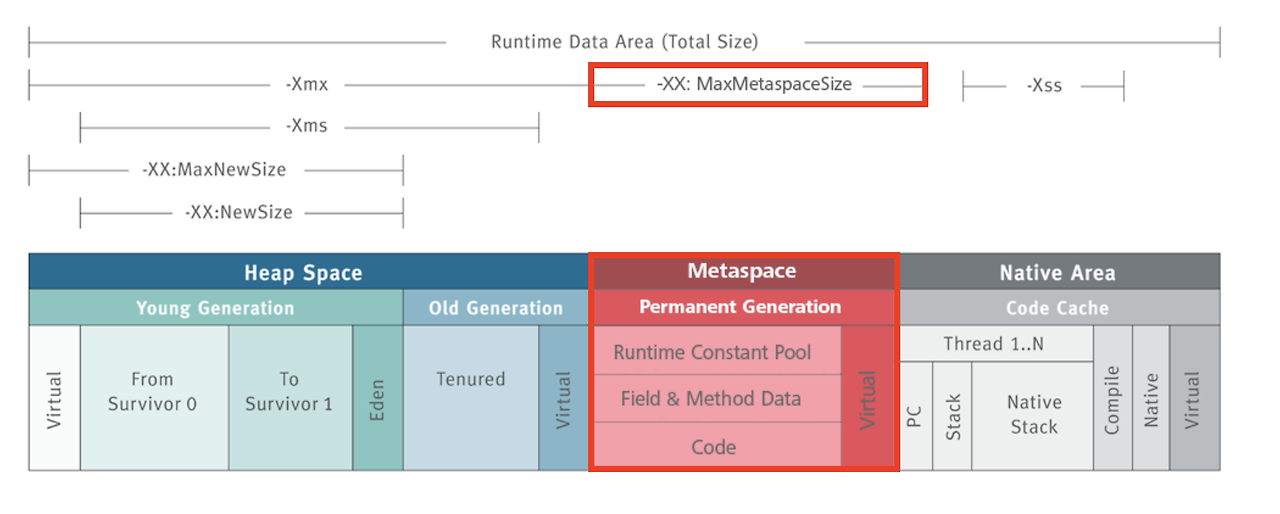 Runtime Data Area (Total Size)
-Xmx
-XX: MaxMetaspaceSize
-Xss
-Xms
-XX:MaxNewSize
-XX:NewSize
Heap Space
Metaspace
Native Area
Young Generation
Old Generation
Permanent Generation
Code Cache
Virtual
From
Survivor 0
To
Survivor 1
Eden
Tenured
Virtual
Runtime Constant Pool
Field & Method Data
Code
Virtual
Thread 1..N
PC
Stack
Native
Stack
Compile
Native
Virtual